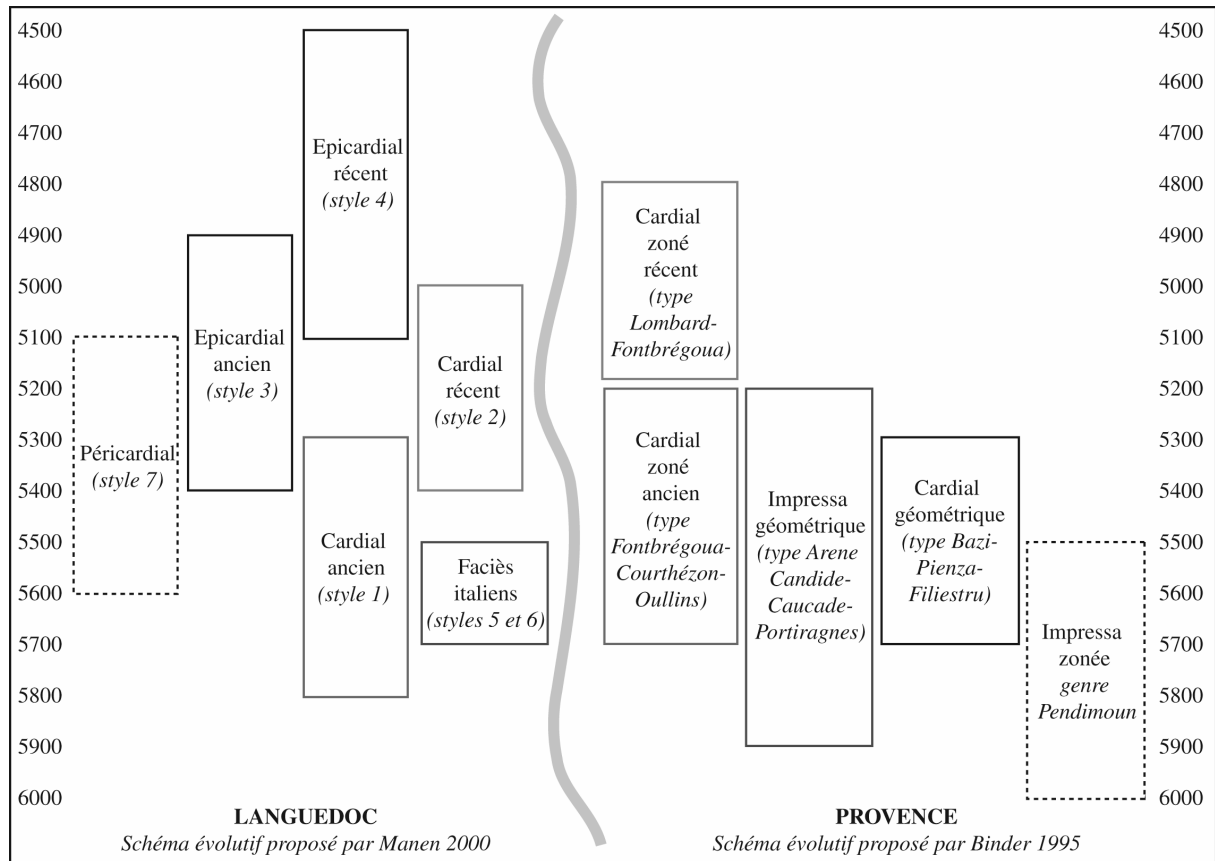 4500
4600
4700
4800
4900
5000
5100
5200
5300
5400
5500
5600
5700
5800
5900
6000
Péricardial
(style 7)
Epicardial
ancien
(style 3)
Epicardial
récent
(style 4)
Cardial
ancien
(style 1)
Cardial
récent
(style 2)
Faciès
italiens
(styles 5 et 6)
LANGUEDOC
Schéma évolutif proposé par Manen 2000
Cardial
zoné
récent
(type
Lombard-
Fontbrégoua)
Cardial
zoné
ancien
(type
Fontbrégoua-
Courthézon-
Oullins)
Impressa
géométrique
(type Arene
Candide-
Caucade-
Portiragnes)
Cardial
géométrique
(type Bazi-
Pienza-
Filiestru)
Impressa
zonée
genre
Pendimoun
PROVENCE
Schéma évolutif proposé par Binder 1995
4500
4600
4700
4800
4900
5000
5100
5200
5300
5400
5500
5600
5700
5800
5900
6000